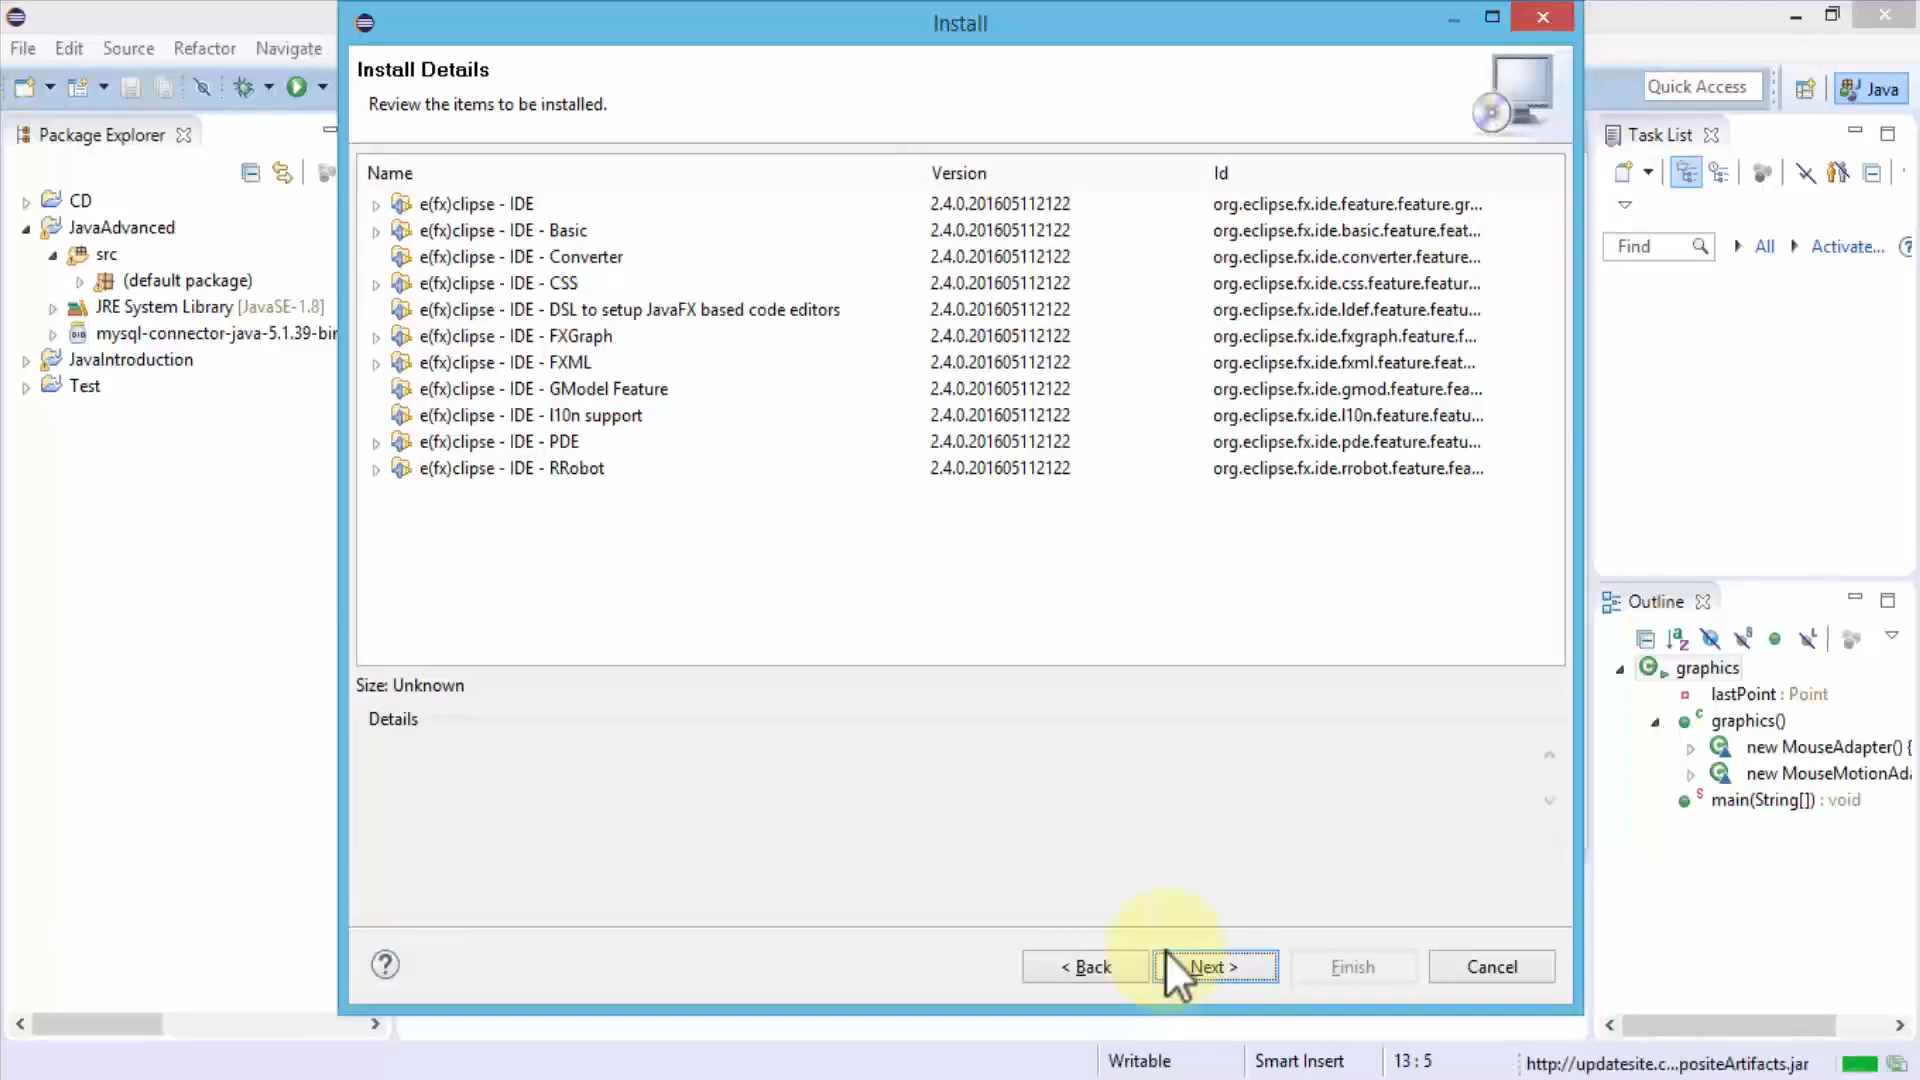 Install
File Edit Source Refactor Navigate
Install Details
Review the items to be installed.
Quick Access
Java
Package Explorer
Task List
Name Version Id
CD
e(fx)clipse - IDE 2.4.0.201605112122 org.eclipse.fx.ide.feature.feature.gr...
JavaAdvanced
e(fx)clipse - IDE - Basic 2.4.0.201605112122 org.eclipse.fx.ide.basic.feature.feat...
src
e(fx)clipse - IDE - Converter 2.4.0.201605112122 org.eclipse.fx.ide.converter.feature...
(default package)
e(fx)clipse - IDE - CSS 2.4.0.201605112122 org.eclipse.fx.ide.css.feature.featur...
JRE System Library [JavaSE-1.8]
e(fx)clipse - IDE - DSL to setup JavaFX based code editors 2.4.0.201605112122 org.eclipse.fx.ide.ldef.feature.featu...
mysql-connector-java-5.1.39-bin
e(fx)clipse - IDE - FXGraph 2.4.0.201605112122 org.eclipse.fx.ide.fxgraph.feature.f...
JavaIntroduction
e(fx)clipse - IDE - FXML 2.4.0.201605112122 org.eclipse.fx.ide.fxml.feature.feat...
Test
e(fx)clipse - IDE - GModel Feature 2.4.0.201605112122 org.eclipse.fx.ide.gmod.feature.fea...
e(fx)clipse - IDE - l10n support 2.4.0.201605112122 org.eclipse.fx.ide.l10n.feature.featu...
e(fx)clipse - IDE - PDE 2.4.0.201605112122 org.eclipse.fx.ide.pde.feature.featu...
e(fx)clipse - IDE - RRobot 2.4.0.201605112122 org.eclipse.fx.ide.rrobot.feature.fea...
Find All Activate...
Size: Unknown
Details
< Back Next > Finish Cancel
Outline
graphics
lastPoint : Point
graphics()
new MouseAdapter() {
new MouseMotionAda
main(String[]) : void
Writable Smart Insert 13 : 5 http://updatesite.c...positeArtifacts.jar